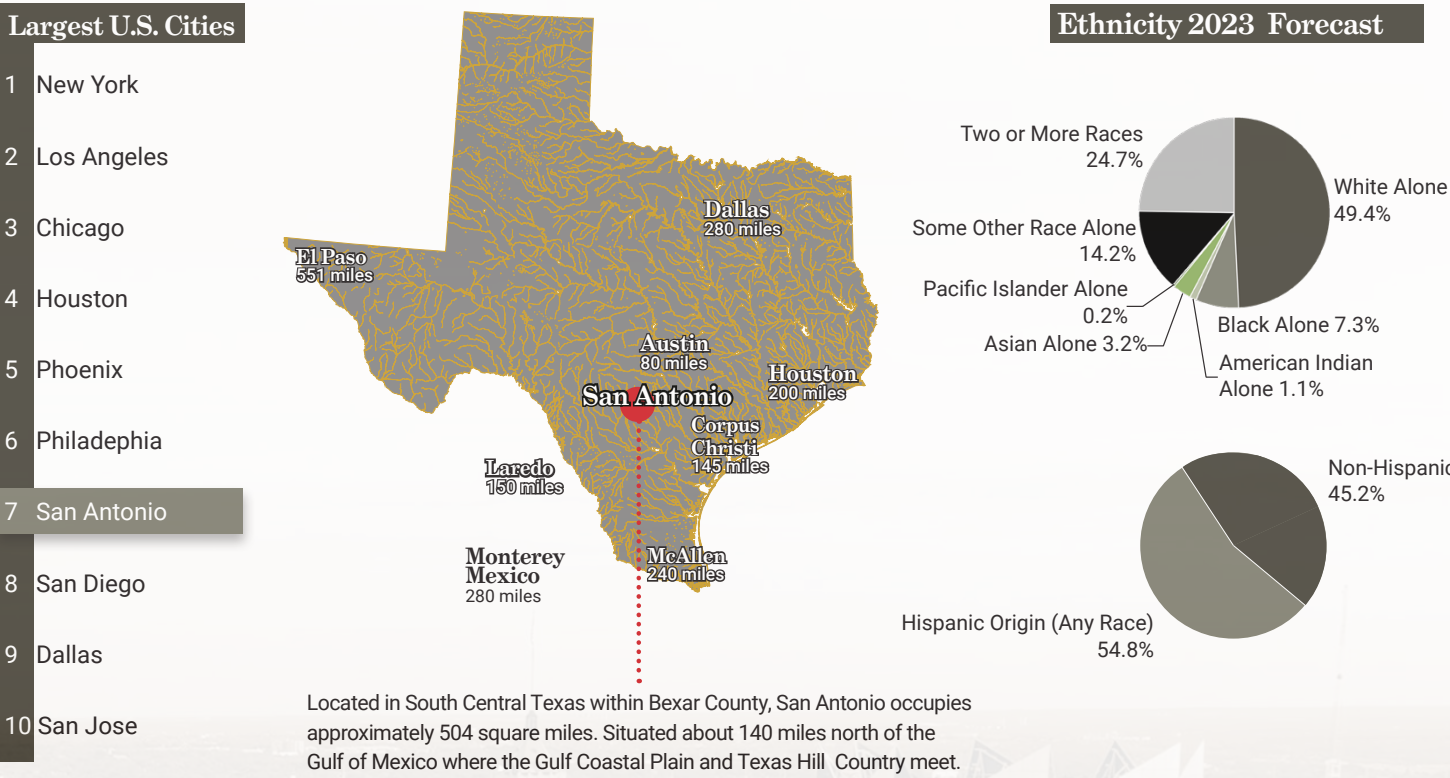 Largest U.S. Cities
1 New York
2 Los Angeles
3 Chicago
4 Houston
5 Phoenix
6 Philadephia
7 San Antonio
8 San Diego
9 Dallas
10 San Jose
El Paso
551 miles
Dallas
280 miles
Austin
80 miles
Houston
200 miles
San Antonio
Corpus
Christi
145 miles
Laredo
150 miles
Monterey
Mexico
280 miles
McAllen
240 miles
Located in South Central Texas within Bexar County, San Antonio occupies
approximately 504 square miles. Situated about 140 miles north of the
Gulf of Mexico where the Gulf Coastal Plain and Texas Hill Country meet.
Ethnicity 2023 Forecast
Two or More Races
24.7%
White Alone
49.4%
Some Other Race Alone
14.2%
Pacific Islander Alone
0.2%
Asian Alone 3.2%
Black Alone 7.3%
American Indian
Alone 1.1%
Non-Hispanic
45.2%
Hispanic Origin (Any Race)
54.8%